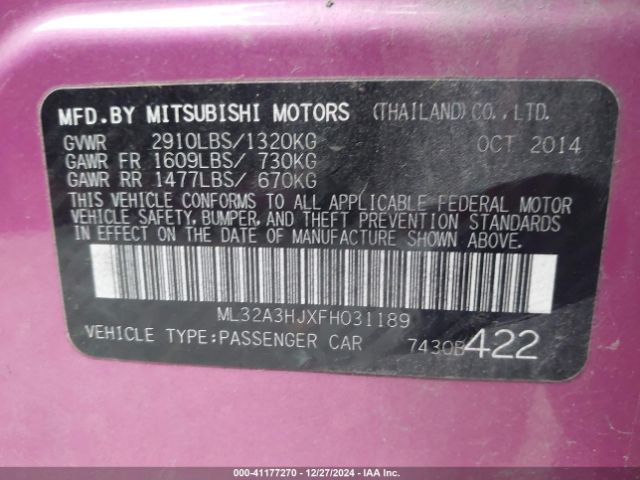 MFD.BY MITSUBISHI MOTORS (THAILAND)CO.,LTD.
GVWR 2910LBS/1320KG OCT 2014
GAWR FR 1609LBS/ 730KG
GAWR RR 1477LBS/ 670KG
THIS VEHICLE CONFORMS TO ALL APPLICABLE FEDERAL MOTOR
VEHICLE SAFETY, BUMPER, AND THEFT PREVENTION STANDARDS
IN EFFECT ON THE DATE OF MANUFACTURE SHOWN ABOVE.
ML32A3HJXFH031189
VEHICLE TYPE:PASSENGER CAR 7430B422
000-41177270 - 12/27/2024 - IAA Inc.